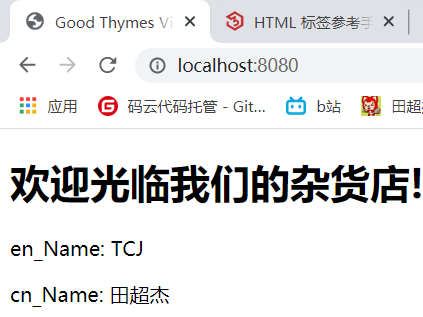 Good Thymes Vi
HTML 标签参考手
localhost:8080
应用 码云代码托管 - Git... b站 田超
欢迎光临我们的杂货店!
en_Name: TCJ
cn_Name: 田超杰